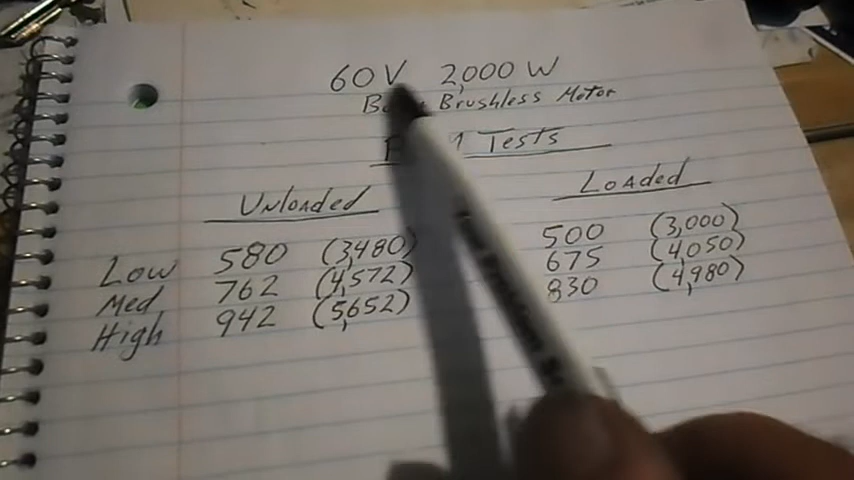 60V 2,000 W
Brushless Motor
Tests
Unloaded Loaded
Low 580 (3,480) 500 (3,000)
Med 762 (4,572) 675 (4,050)
High 942 (5,652) 830 (4,980)